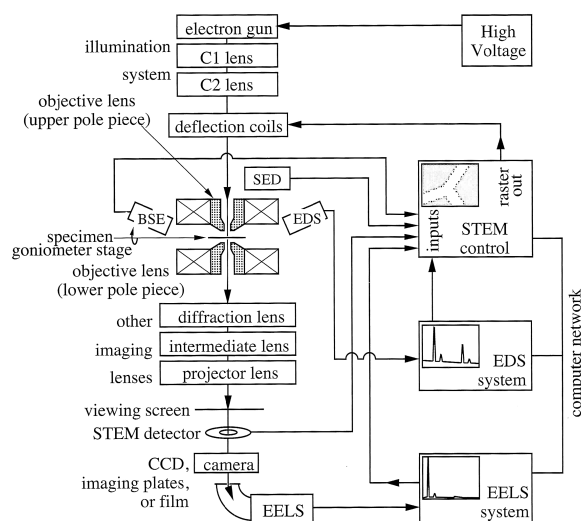 electron gun
High
Voltage
illumination
system
C1 lens
C2 lens
objective lens
(upper pole piece)
deflection coils
SED
BSE
EDS
raster
out
inputs
STEM
control
specimen
goniometer stage
objective lens
(lower pole piece)
other
imaging
lenses
diffraction lens
intermediate lens
projector lens
EDS
system
computer network
viewing screen
STEM detector
CCD,
imaging plates,
or film
camera
EELS
EELS
system